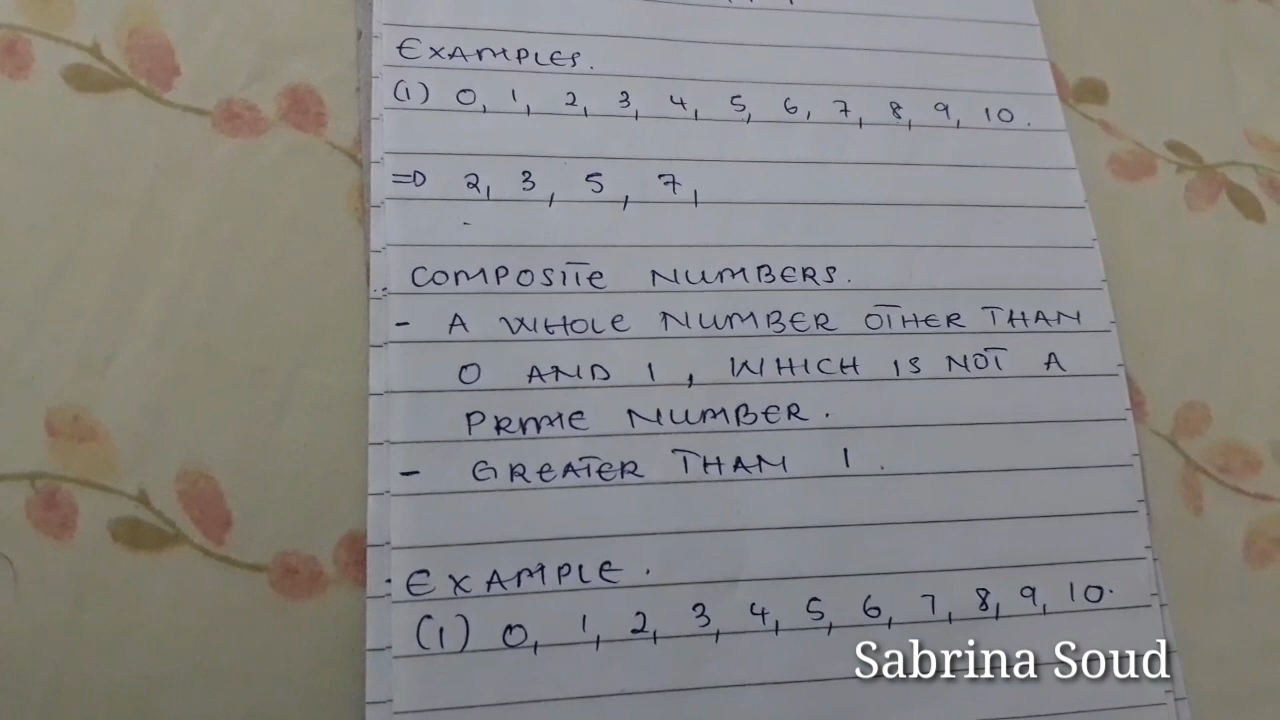 EXAMPLES.
(1) 0, 1, 2, 3, 4, 5, 6, 7, 8, 9, 10.
⇒ 2, 3, 5, 7,
COMPOSITE NUMBERS.
- A WHOLE NUMBER OTHER THAN
0 AND 1, WHICH IS NOT A
PRIME NUMBER.
- GREATER THAN 1.
EXAMPLE.
(1) 0, 1, 2, 3, 4, 5, 6, 7, 8, 9, 10.
Sabrina Soud